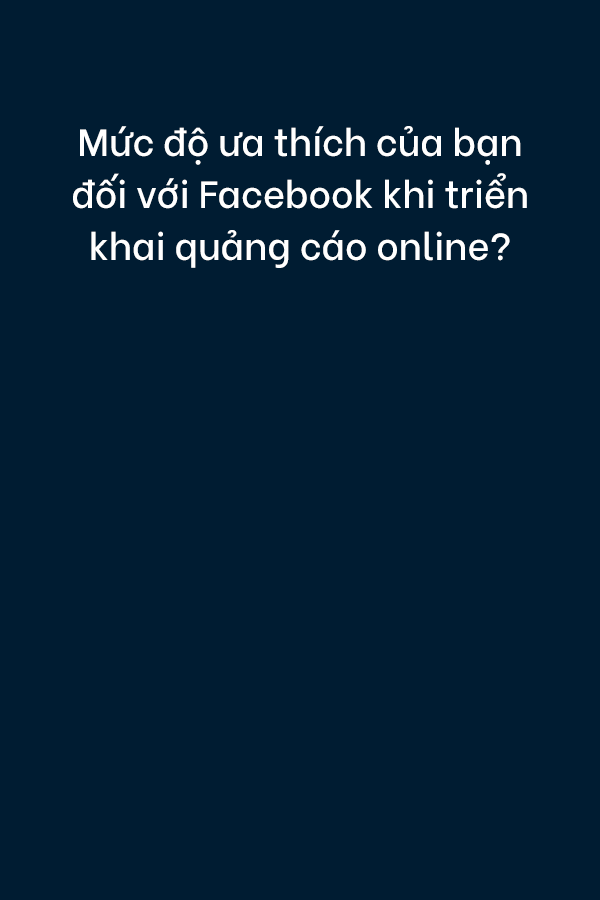 Mức độ ưa thích của bạn
đối với Facebook khi triển
khai quảng cáo online?